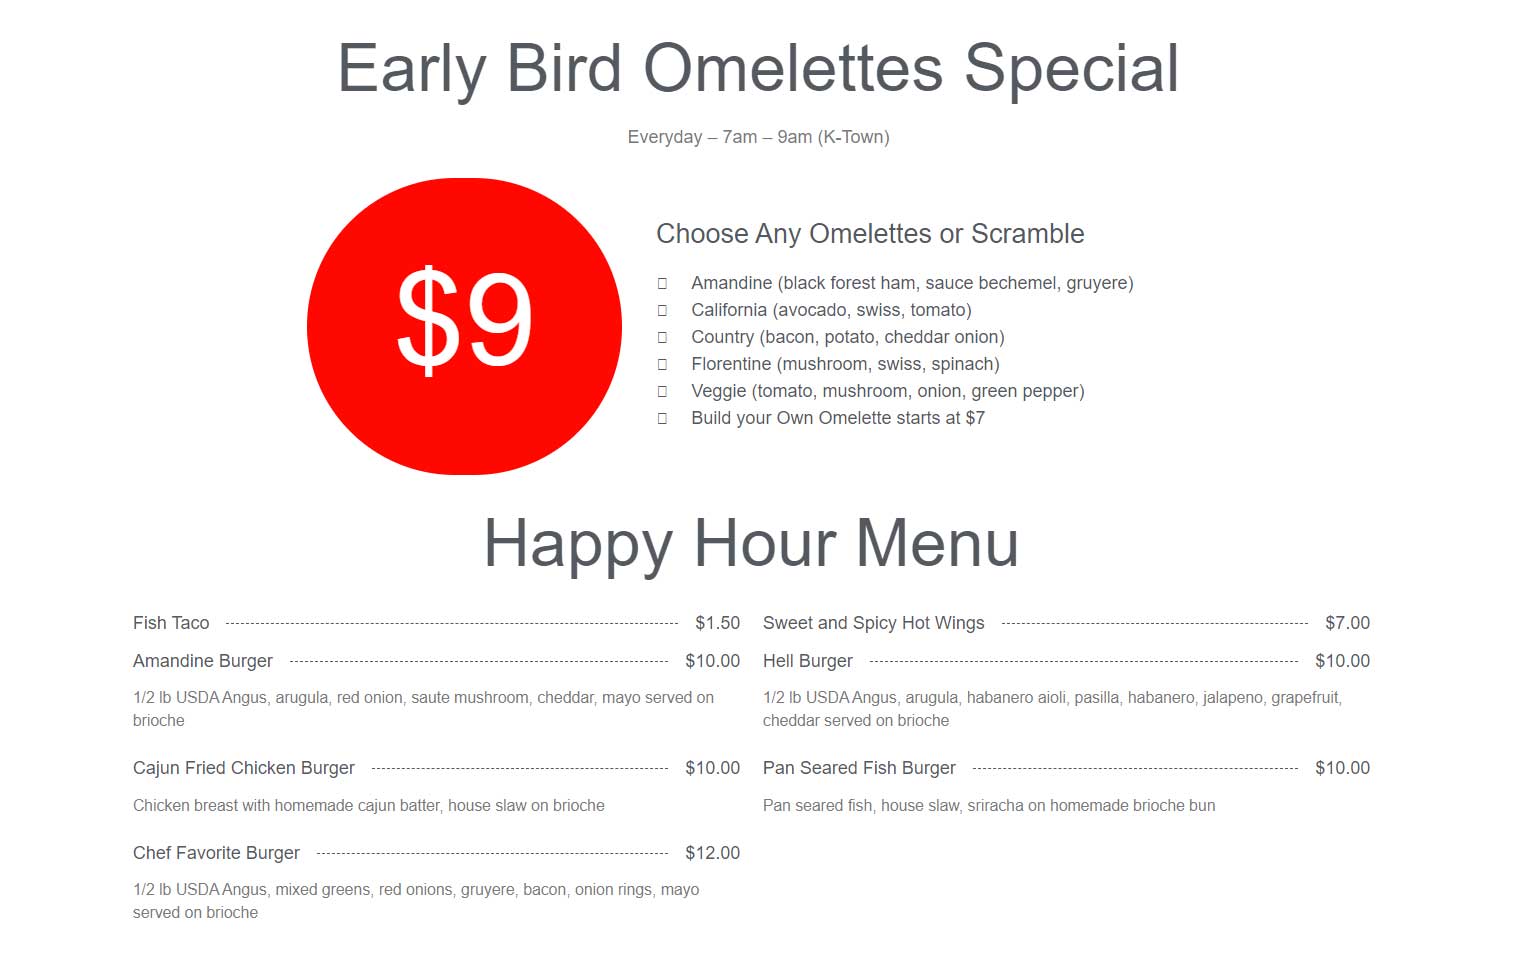 Early Bird Omelettes Special
Everyday – 7am – 9am (K-Town)
$9
Choose Any Omelettes or Scramble
Amandine (black forest ham, sauce bechemel, gruyere)
California (avocado, swiss, tomato)
Country (bacon, potato, cheddar onion)
Florentine (mushroom, swiss, spinach)
Veggie (tomato, mushroom, onion, green pepper)
Build your Own Omelette starts at $7
Happy Hour Menu
Fish Taco $1.50
Amandine Burger $10.00
1/2 lb USDA Angus, arugula, red onion, saute mushroom, cheddar, mayo served on
brioche
Cajun Fried Chicken Burger $10.00
Chicken breast with homemade cajun batter, house slaw on brioche
Chef Favorite Burger $12.00
1/2 lb USDA Angus, mixed greens, red onions, gruyere, bacon, onion rings, mayo
served on brioche
Sweet and Spicy Hot Wings $7.00
Hell Burger $10.00
1/2 lb USDA Angus, arugula, habanero aioli, pasilla, habanero, jalapeno, grapefruit,
cheddar served on brioche
Pan Seared Fish Burger $10.00
Pan seared fish, house slaw, sriracha on homemade brioche bun